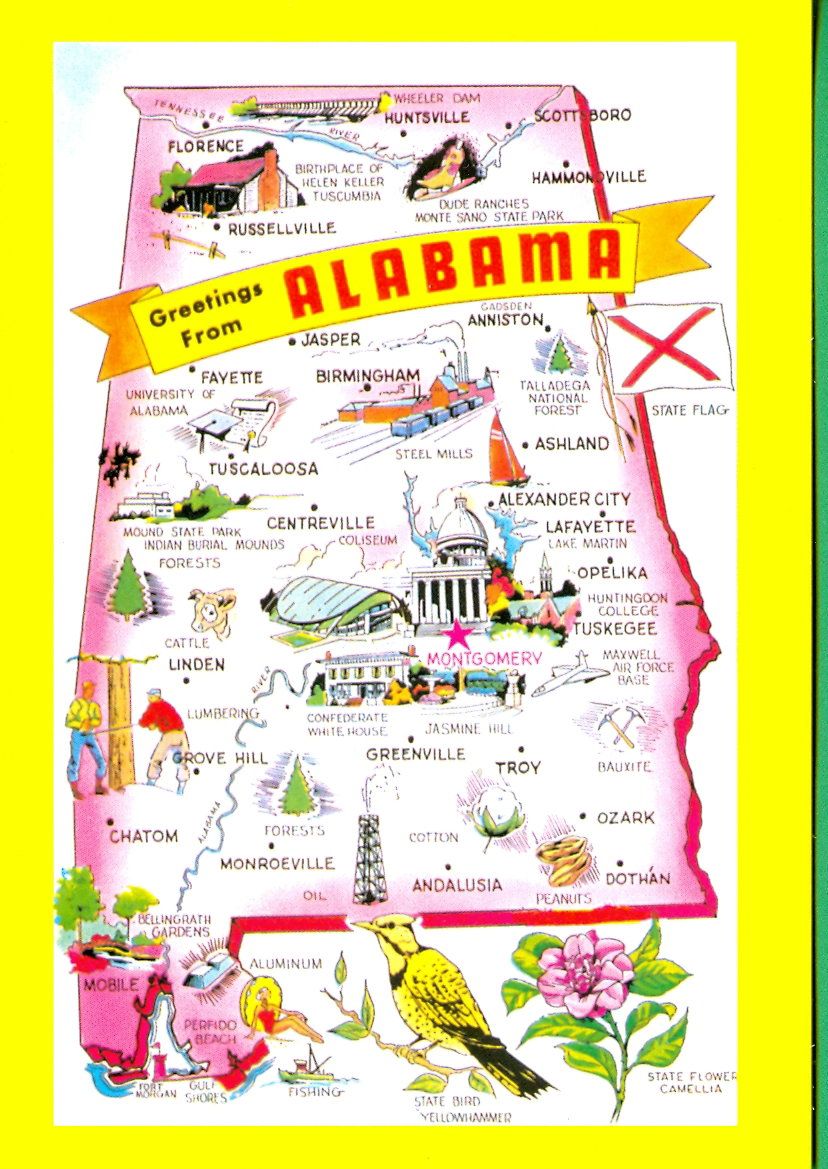 TENNESSEE
RIVER
WHEELER DAM
HUNTSVILLE
SCOTTSBORO
FLORENCE
BIRTHPLACE OF
HELEN KELLER
TUSCUMBIA
HAMMONDVILLE
DUDE RANCHES
MONTE SANO STATE PARK
RUSSELLVILLE
Greetings
From
ALABAMA
GADSDEN
ANNISTON
JASPER
FAYETTE
BIRMINGHAM
UNIVERSITY OF
ALABAMA
TALLADEGA
NATIONAL
FOREST
STATE FLAG
STEEL MILLS
ASHLAND
TUSCALOOSA
ALEXANDER CITY
CENTREVILLE
LAFAYETTE
MOUND STATE PARK
INDIAN BURIAL MOUNDS
COLISEUM
LAKE MARTIN
FORESTS
OPELIKA
HUNTINGDON
COLLEGE
TUSKEGEE
CATTLE
MONTGOMERY
LINDEN
MAXWELL
AIR FORCE
BASE
RIVER
LUMBERING
CONFEDERATE
WHITE HOUSE
JASMINE HILL
GROVE HILL
GREENVILLE
TROY
BAUXITE
ALABAMA
FORESTS
COTTON
OZARK
CHATOM
MONROEVILLE
OIL
ANDALUSIA
PEANUTS
DOTHAN
BELLINGRATH
GARDENS
MOBILE
ALUMINUM
PERFIDO
BEACH
FORT
MORGAN
GULF
SHORES
FISHING
STATE BIRD
YELLOWHAMMER
STATE FLOWER
CAMELLIA